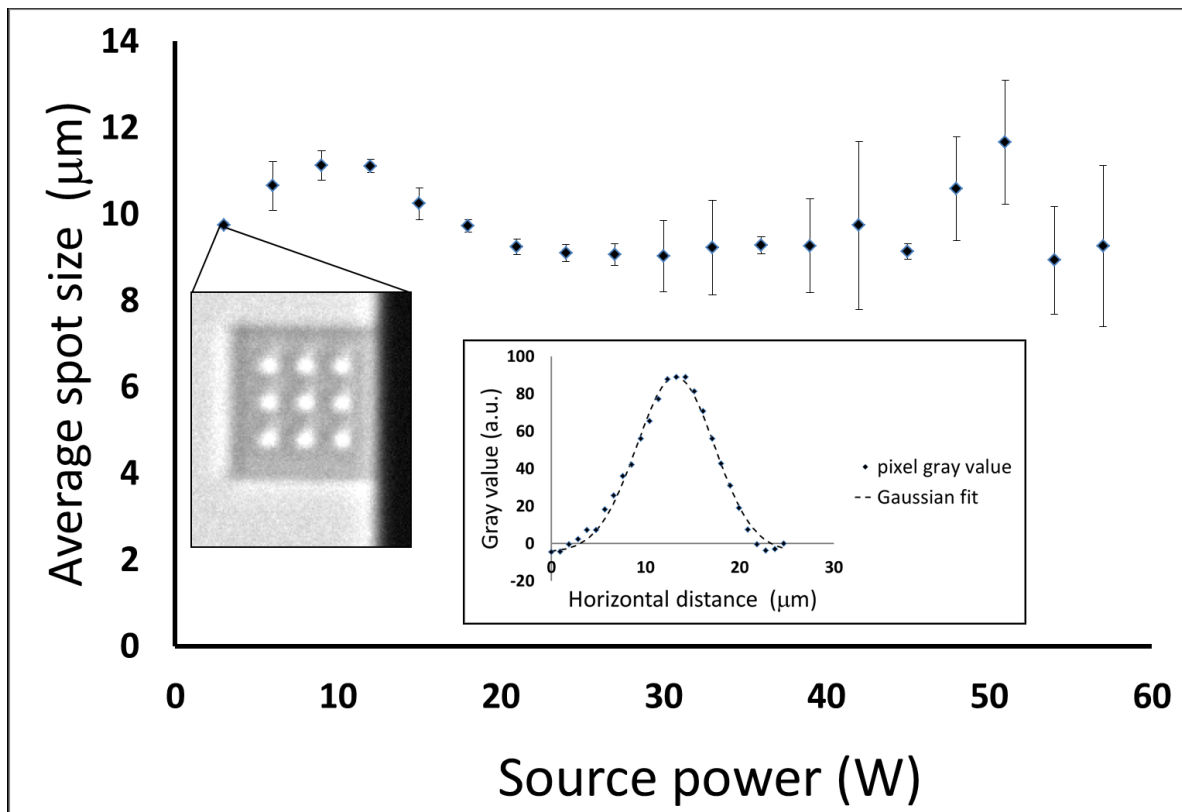 14
12
10
8
6
4
2
0
Average spot size (μm)
0 10 20 30 40 50 60
Source power (W)
100
80
60
40
20
0
-20
Gray value (a.u.)
0 10 20 30
Horizontal distance (μm)
pixel gray value
Gaussian fit